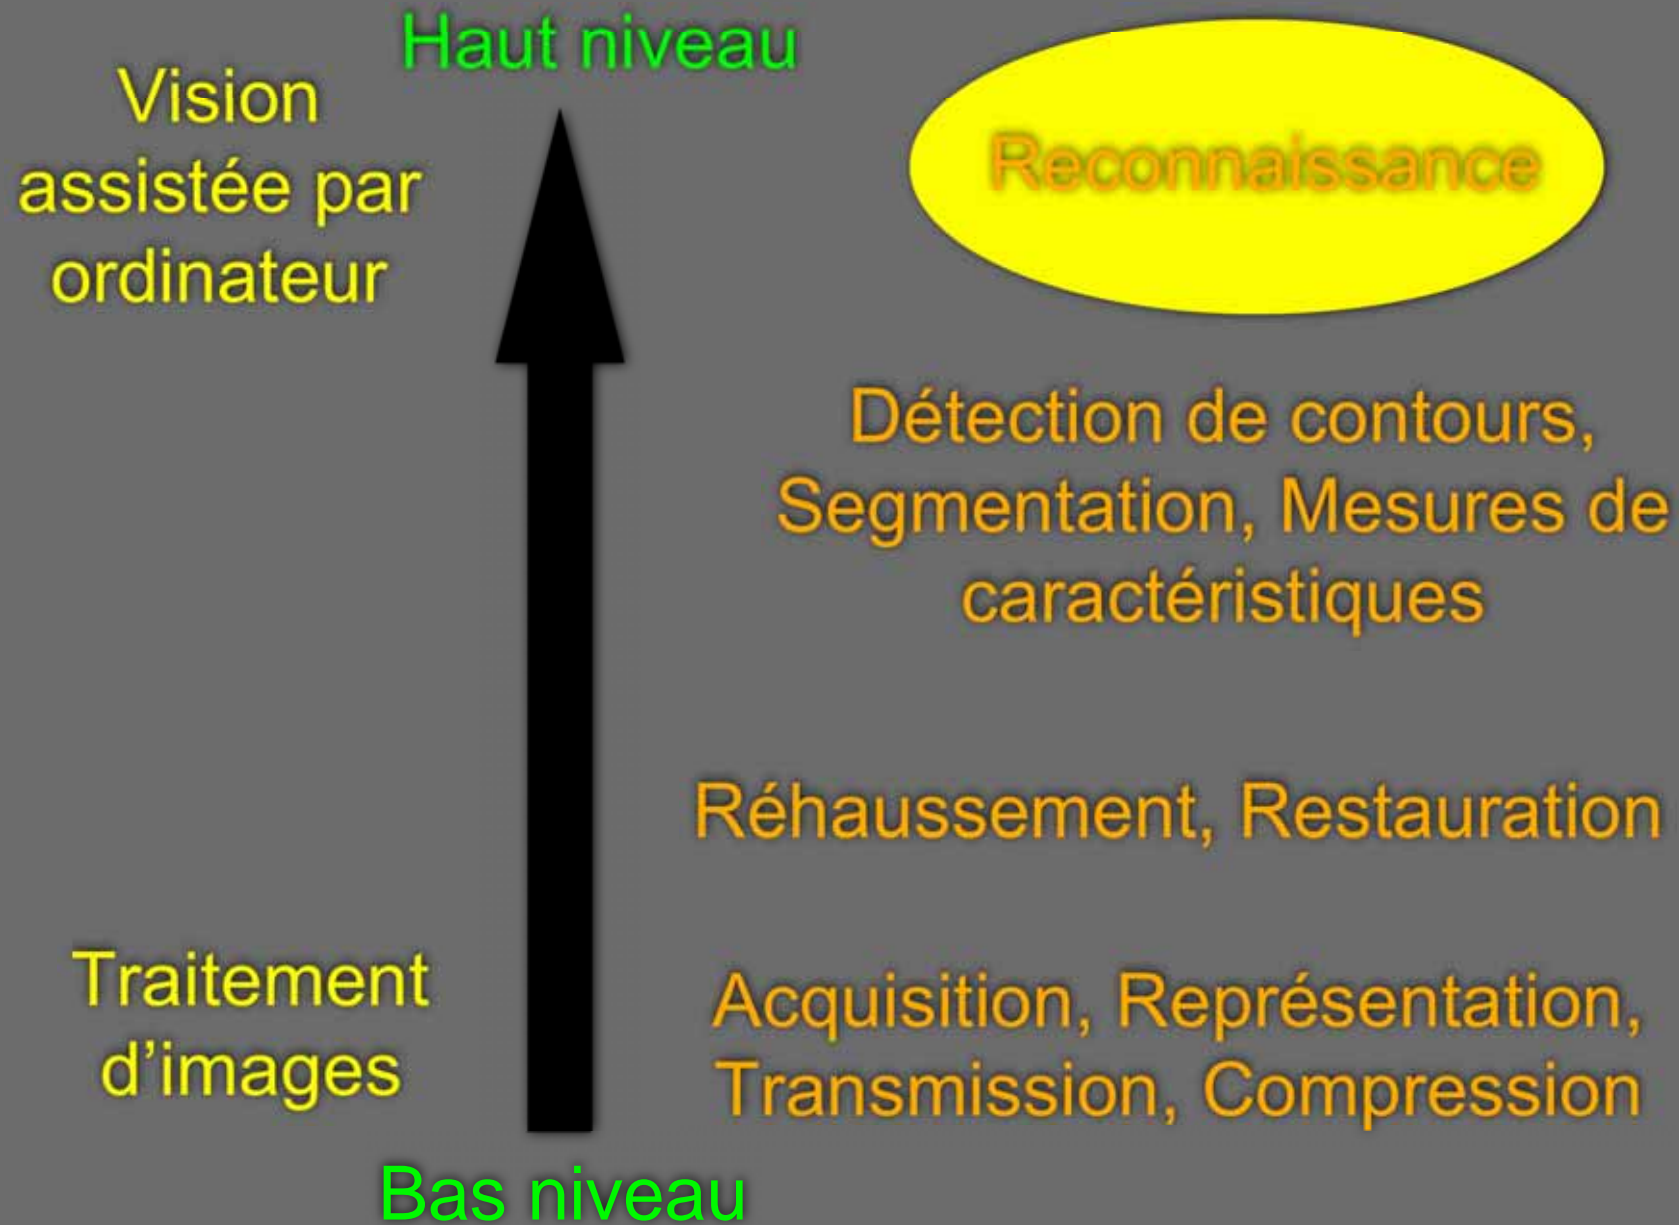 Haut niveau
Vision
assistée par
ordinateur
Reconnaissance
Détection de contours,
Segmentation, Mesures de
caractéristiques
Réhaussement, Restauration
Traitement
d'images
Acquisition, Représentation,
Transmission, Compression
Bas niveau